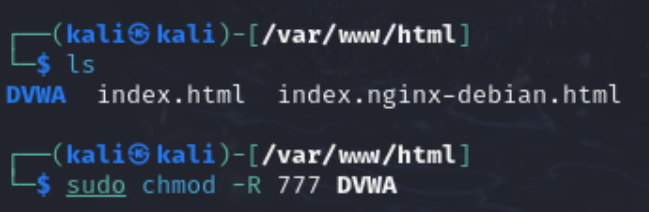 ┌──(kali㉿kali)-[/var/www/html]
└─$ ls
DVWA  index.html  index.nginx-debian.html
┌──(kali㉿kali)-[/var/www/html]
└─$ sudo chmod -R 777 DVWA